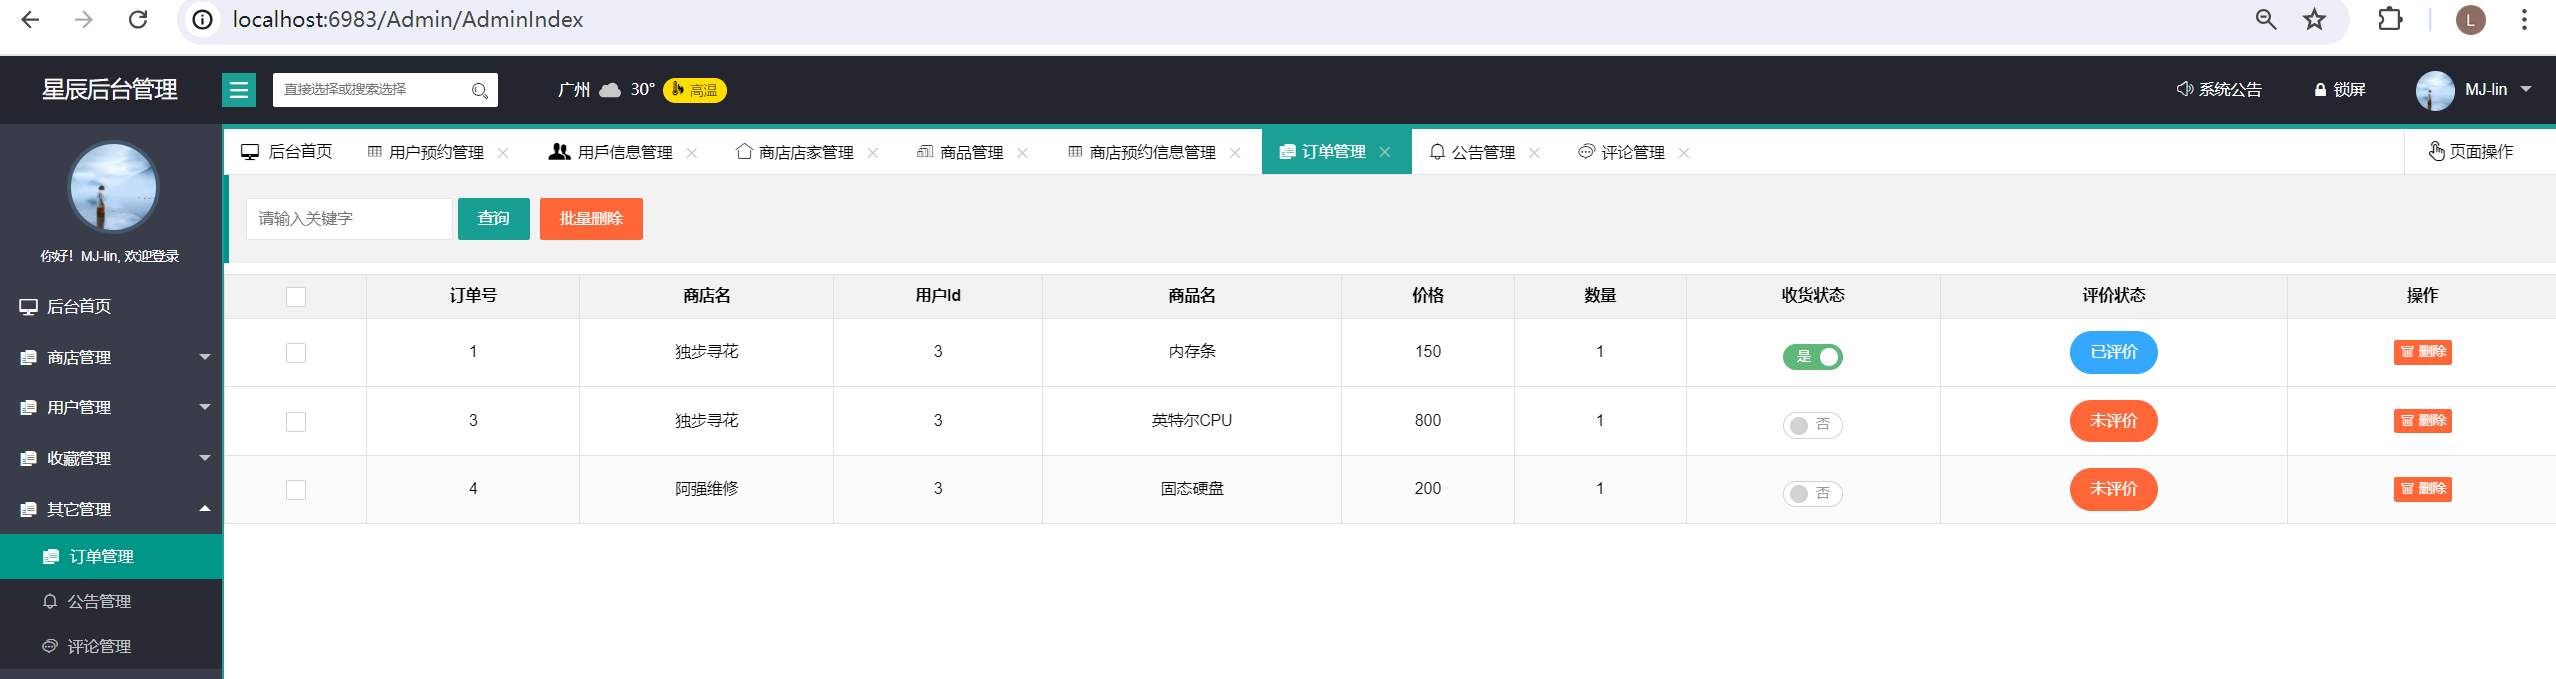 localhost:6983/Admin/AdminIndex
L
星辰后台管理
直接选择或搜索选择
广州 30° 高温
系统公告
锁屏
MJ-lin
后台首页
用户预约管理
用戶信息管理
商店店家管理
商品管理
商店预约信息管理
订单管理
公告管理
评论管理
页面操作
你好！MJ-lin, 欢迎登录
后台首页
商店管理
用户管理
收藏管理
其它管理
订单管理
公告管理
评论管理
请输入关键字 查询 批量删除
订单号 商店名 用户Id 商品名 价格 数量 收货状态 评价状态 操作
1 独步寻花 3 内存条 150 1 是 已评价 删除
3 独步寻花 3 英特尔CPU 800 1 否 未评价 删除
4 阿强维修 3 固态硬盘 200 1 否 未评价 删除